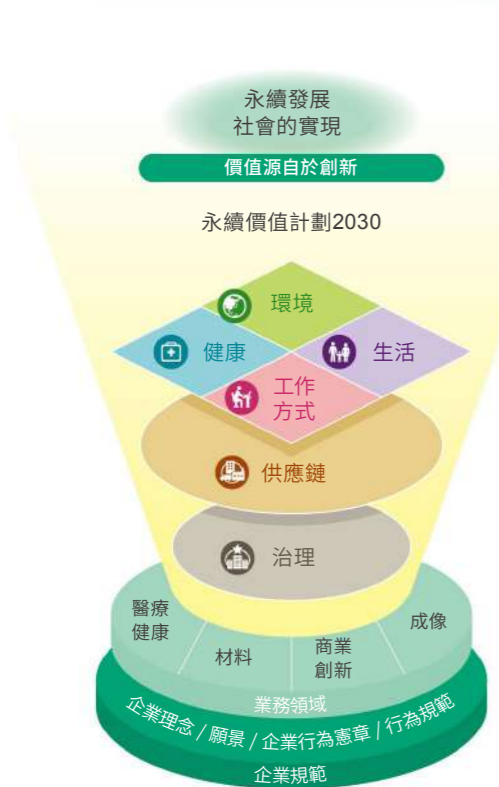 永續發展
社會的實現
價值源自於創新
永續價值計劃2030
環境
健康
生活
工作
方式
供應鏈
治理
醫療
健康
材料
商業
創新
成像
業務領域
企業理念 / 願景 / 企業行為憲章 / 行為規範
企業規範